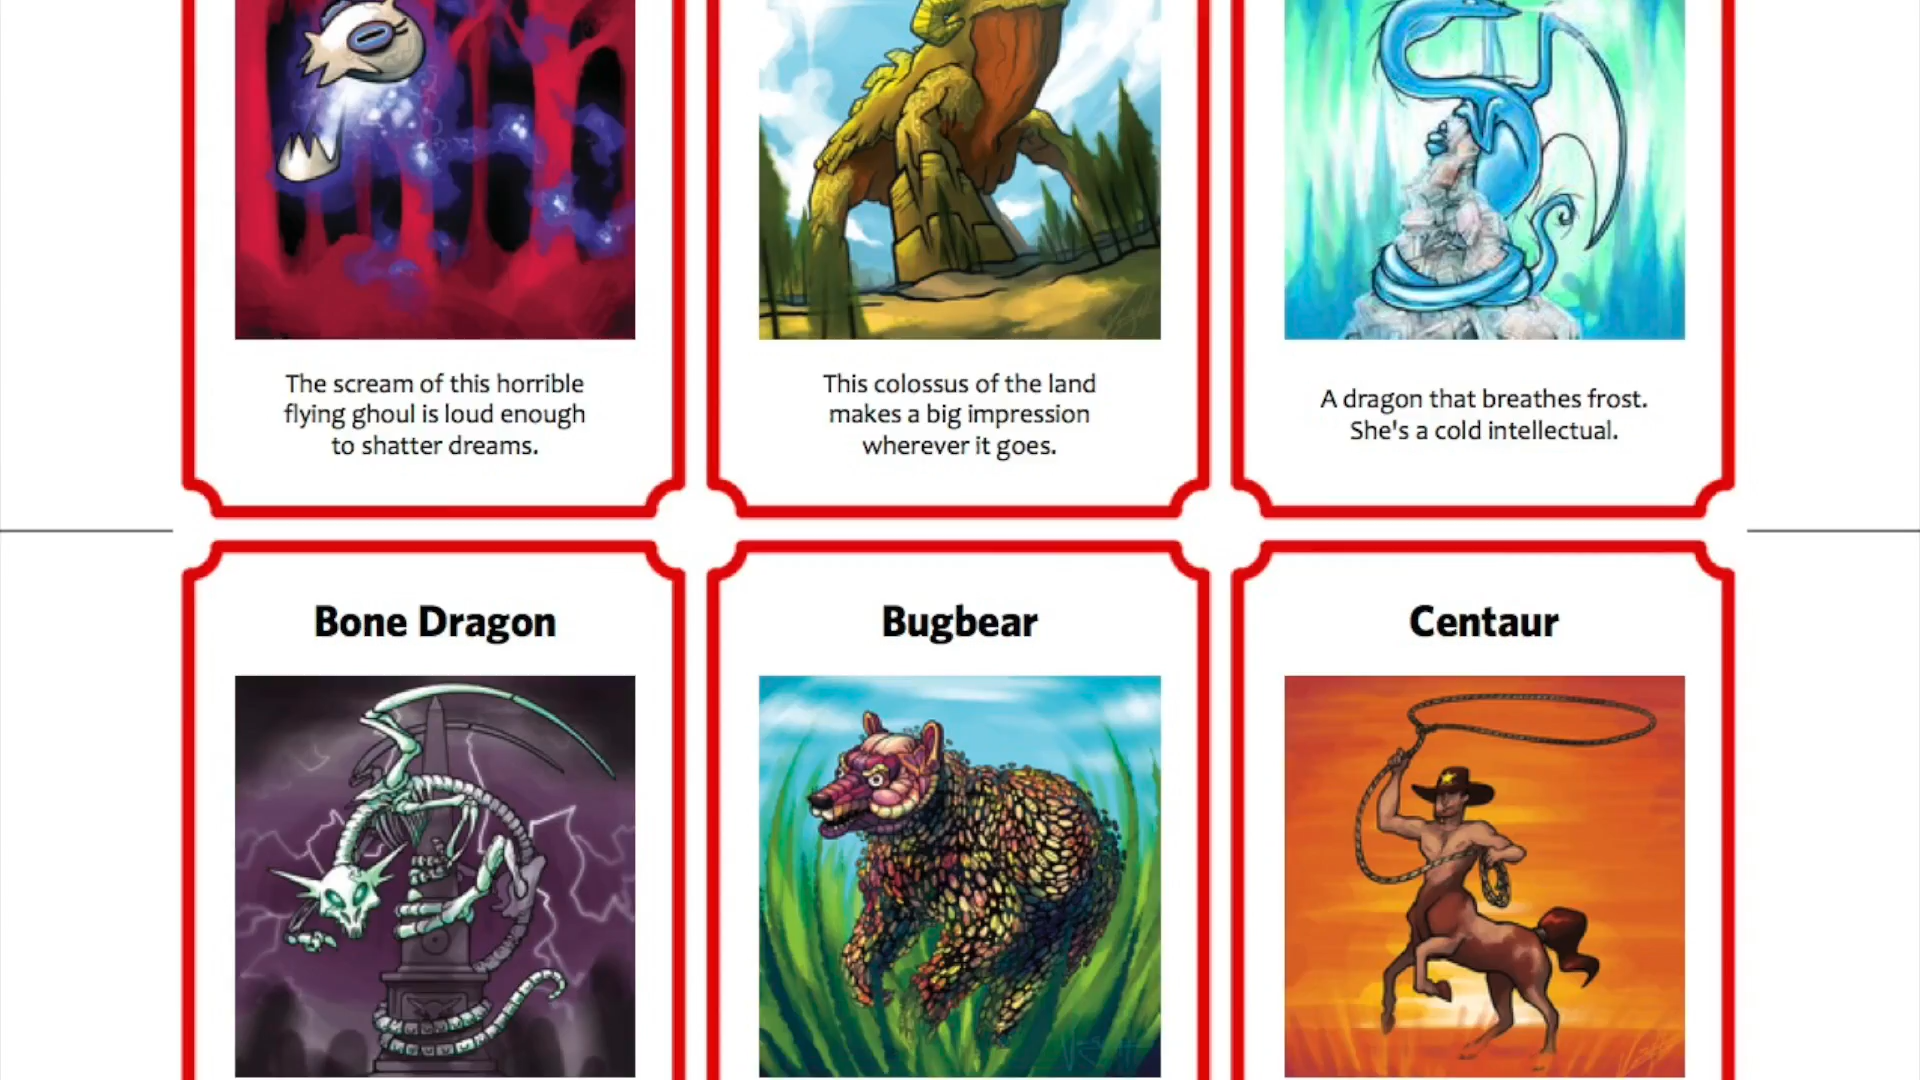 The scream of this horrible
flying ghoul is loud enough
to shatter dreams.
This colossus of the land
makes a big impression
wherever it goes.
A dragon that breathes frost.
She's a cold intellectual.
Bone Dragon
Bugbear
Centaur